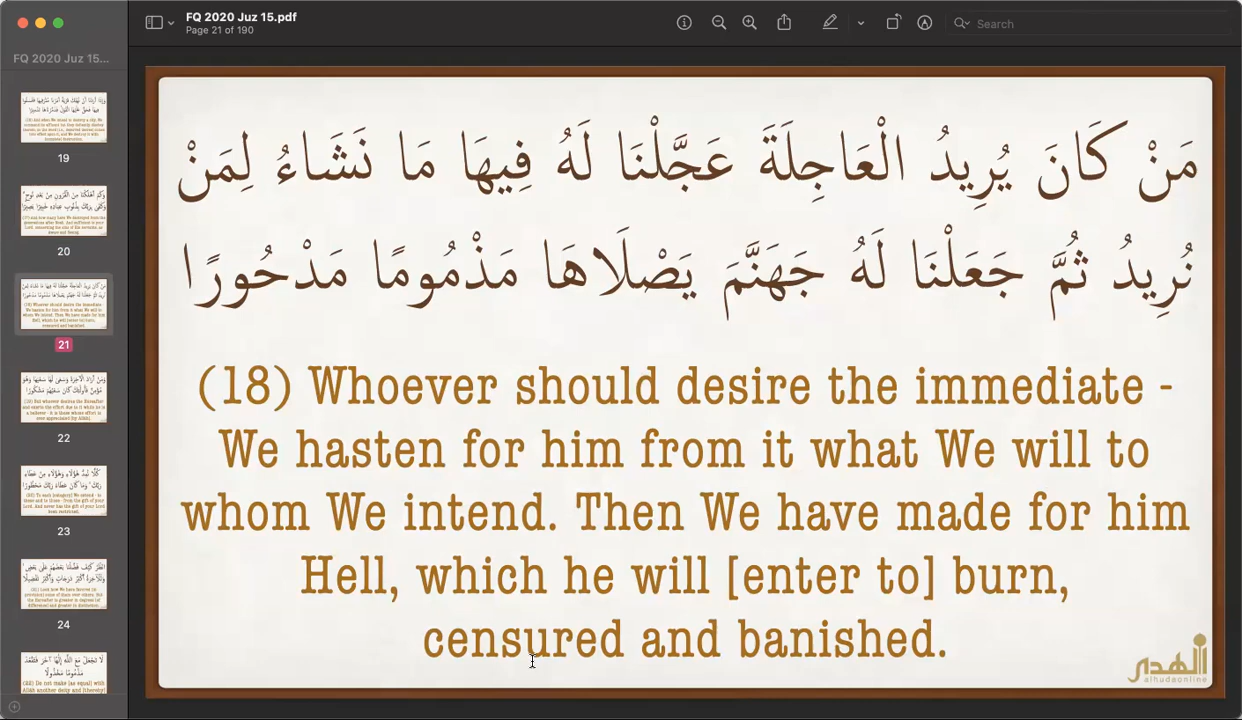 FQ 2020 Juz 15.pdf
Page 21 of 190
Search
FQ 2020 Juz 15...
19
20
21
22
23
24
مَنْ كَانَ يُرِيدُ الْعَاجِلَةَ عَجَّلْنَا لَهُ فِيهَا مَا نَشَاءُ لِمَنْ
نُرِيدُ ثُمَّ جَعَلْنَا لَهُ جَهَنَّمَ يَصْلَاهَا مَذْمُومًا مَدْحُورًا
(18) Whoever should desire the immediate -
We hasten for him from it what We will to
whom We intend. Then We have made for him
Hell, which he will [enter to] burn,
censured and banished.
الهدى
alhudaonline